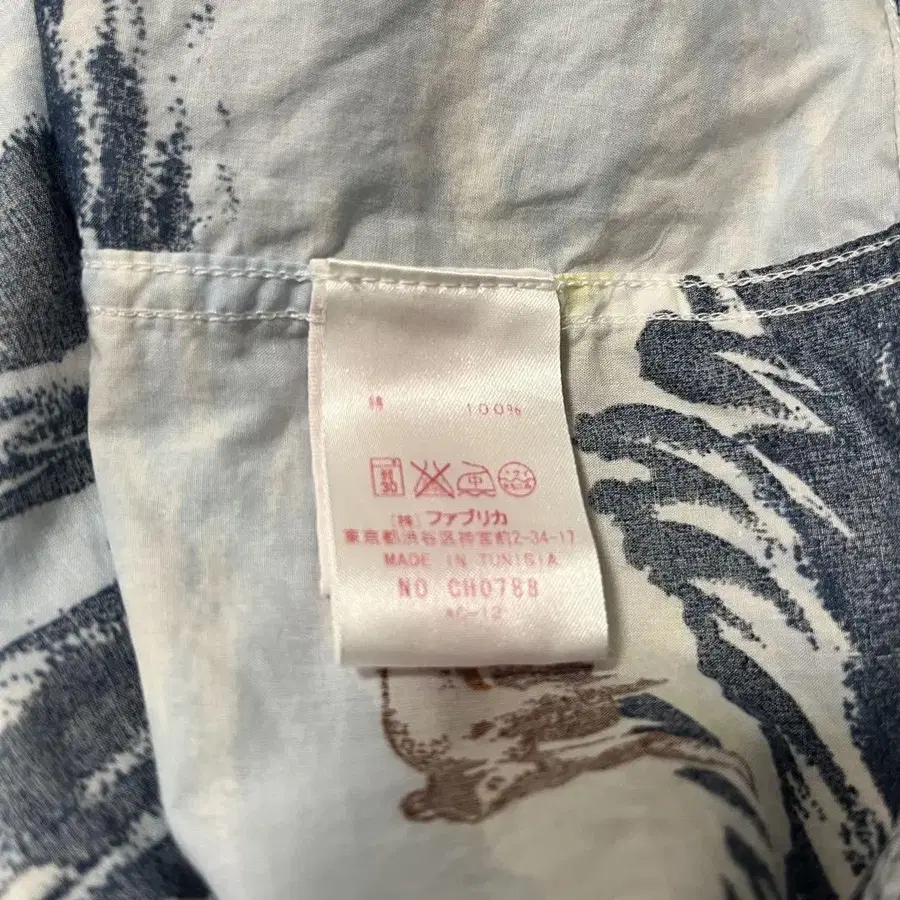 綿 100%
(株) ファブリカ
東京都渋谷区神宮前2-34-17
MADE IN TUNISIA
NO GH0788